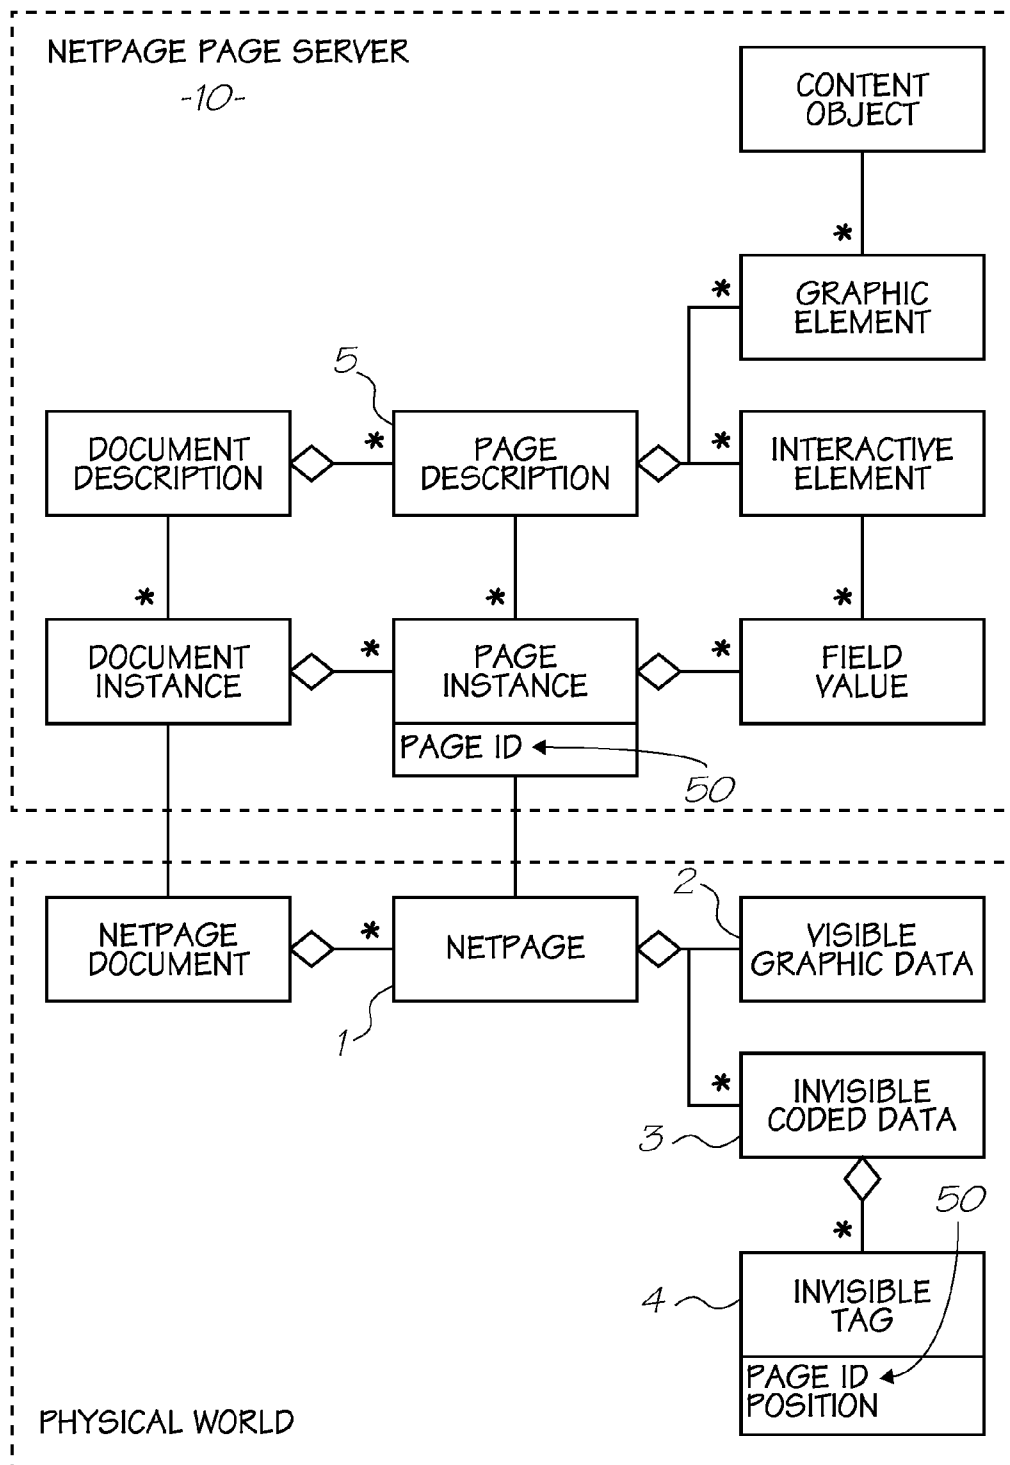 NETPAGE PAGE SERVER
-10-
CONTENT
OBJECT
*
*
GRAPHIC
ELEMENT
5
DOCUMENT
DESCRIPTION
*
PAGE
DESCRIPTION
*
INTERACTIVE
ELEMENT
*
*
*
DOCUMENT
INSTANCE
*
PAGE
INSTANCE
*
FIELD
VALUE
PAGE ID
50
NETPAGE
DOCUMENT
*
NETPAGE
1
2
VISIBLE
GRAPHIC DATA
*
INVISIBLE
CODED DATA
3
*
50
4
INVISIBLE
TAG
PAGE ID
POSITION
PHYSICAL WORLD